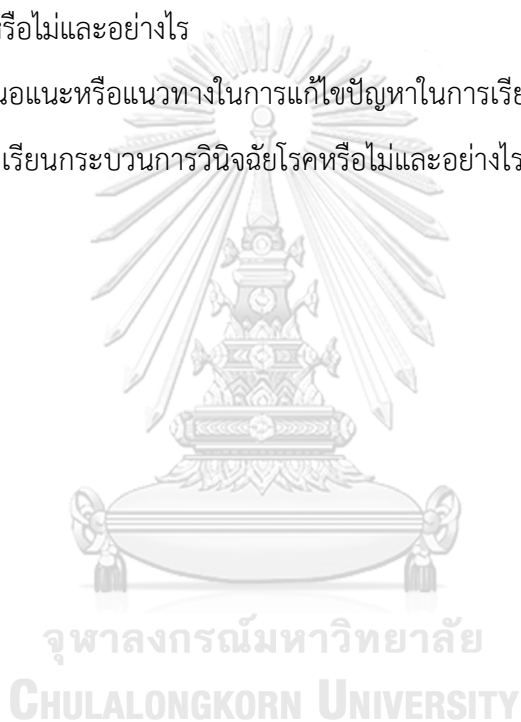 หรือไม่และอย่างไร
นอแนะหรือแนวทางในการแก้ไขปัญหาในการเรีย
เรียนกระบวนการวินิจฉัยโรคหรือไม่และอย่างไร
จุฬาลงกรณ์มหาวิทยาลัย
CHULALONGKORN UNIVERSITY